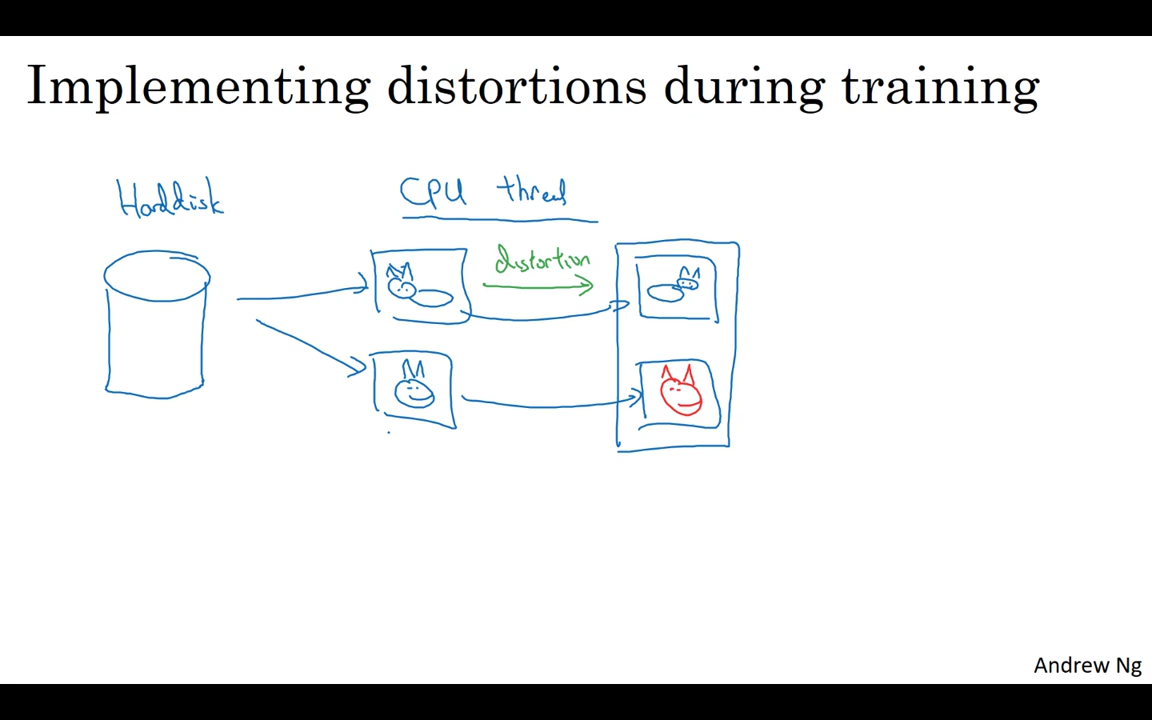 Implementing distortions during training
Harddisk
CPU thread
distortion
Andrew Ng